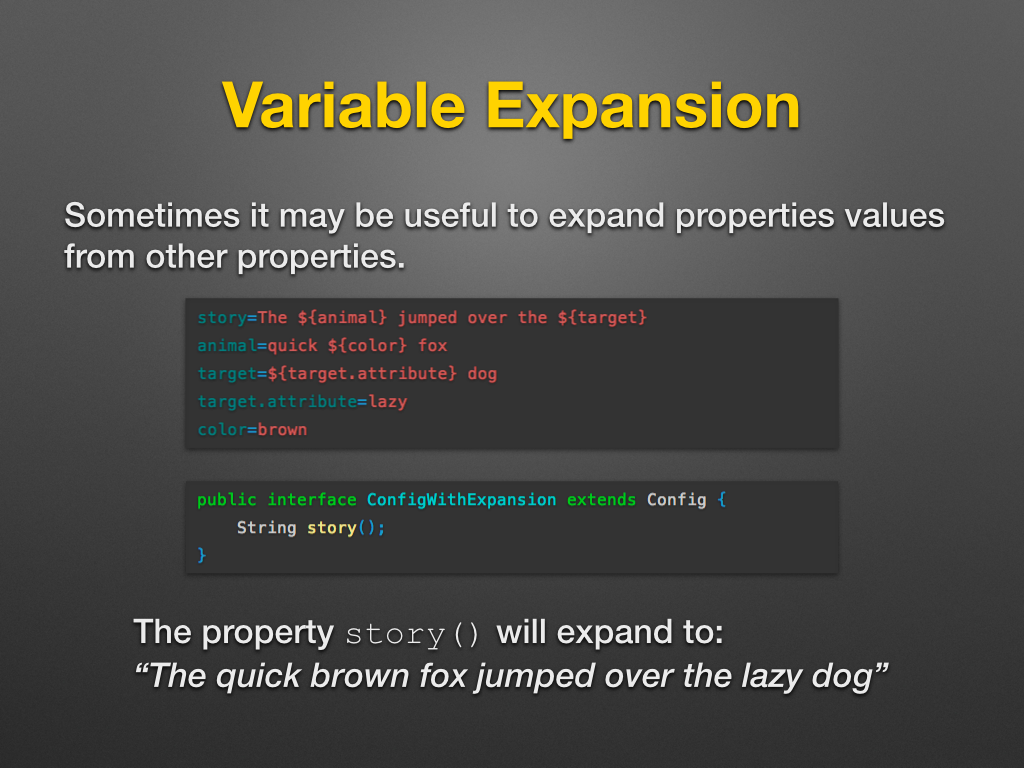 Variable Expansion
Sometimes it may be useful to expand properties values
from other properties.
story=The ${animal} jumped over the ${target}
animal=quick ${color} fox
target=${target.attribute} dog
target.attribute=lazy
color=brown
public interface ConfigWithExpansion extends Config {
    String story();
}
The property story() will expand to:
“The quick brown fox jumped over the lazy dog”